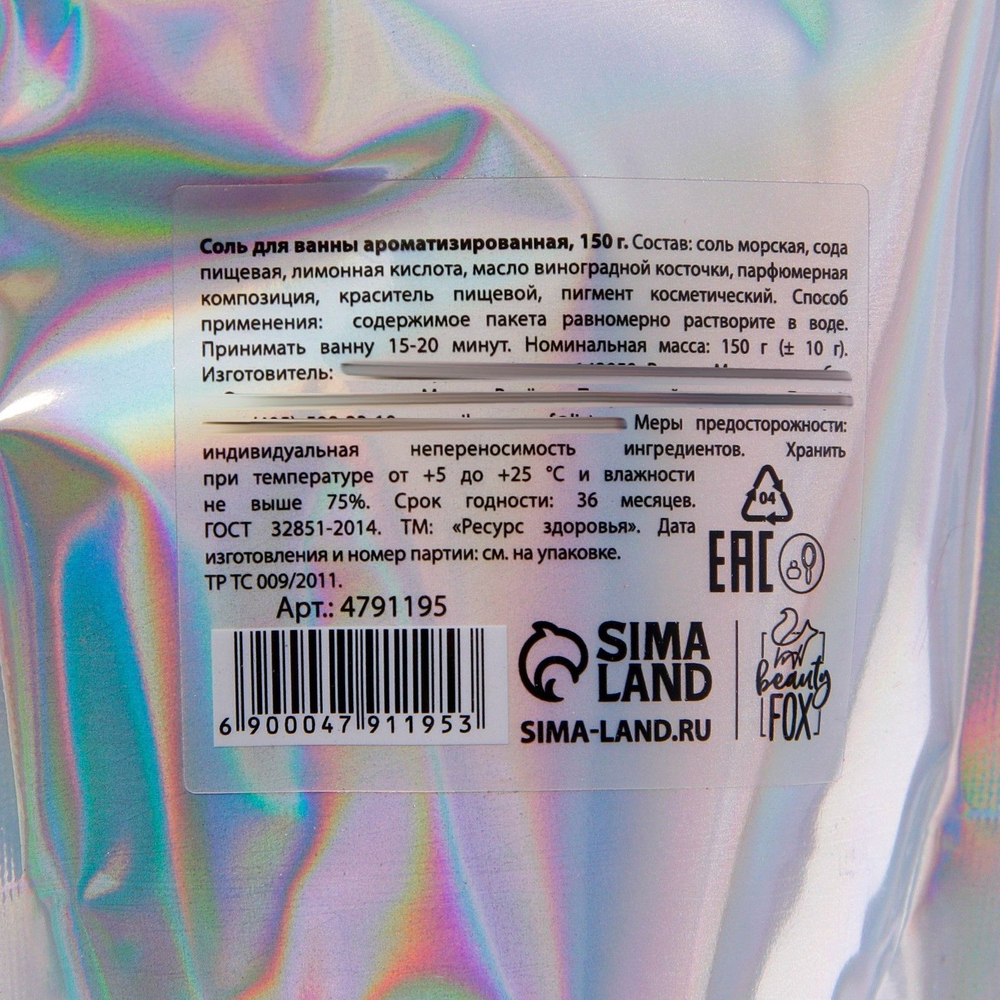 Соль для ванны ароматизированная, 150 г. Состав: соль морская, сода
пищевая, лимонная кислота, масло виноградной косточки, парфюмерная
композиция, краситель пищевой, пигмент косметический. Способ
применения: содержимое пакета равномерно растворите в воде.
Принимать ванну 15-20 минут. Номинальная масса: 150 г (± 10 г).
Изготовитель:
Меры предосторожности:
индивидуальная непереносимость ингредиентов. Хранить
при температуре от +5 до +25 °C и влажности
не выше 75%. Срок годности: 36 месяцев.
ГОСТ 32851-2014. ТМ: «Ресурс здоровья». Дата
изготовления и номер партии: см. на упаковке.
ТР ТС 009/2011.
04
EAC
Арт.: 4791195
6 900047 911953
SIMA
LAND
SIMA-LAND.RU
beauty
FOX